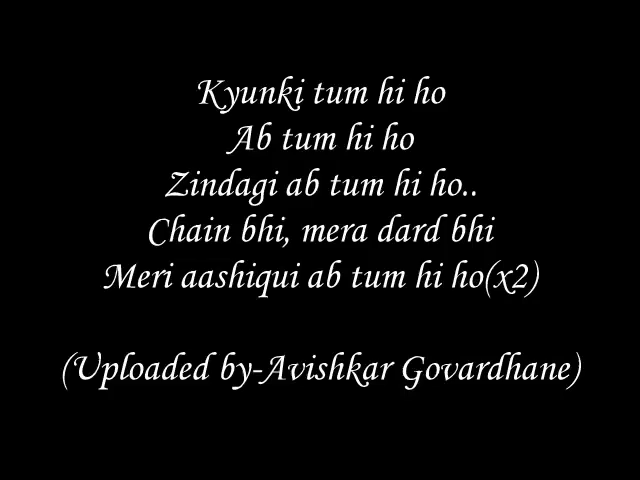 Kyunki tum hi ho
Ab tum hi ho
Zindagi ab tum hi ho..
Chain bhi, mera dard bhi
Meri aashiqui ab tum hi ho(x2)
(Uploaded by-Avishkar Govardhane)